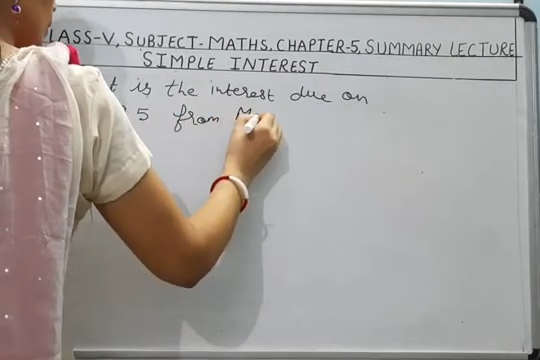 LASS-V, SUBJECT-MATHS, CHAPTER-5, SUMMARY LECTURE
SIMPLE INTEREST
t is the interest due on
5 from M